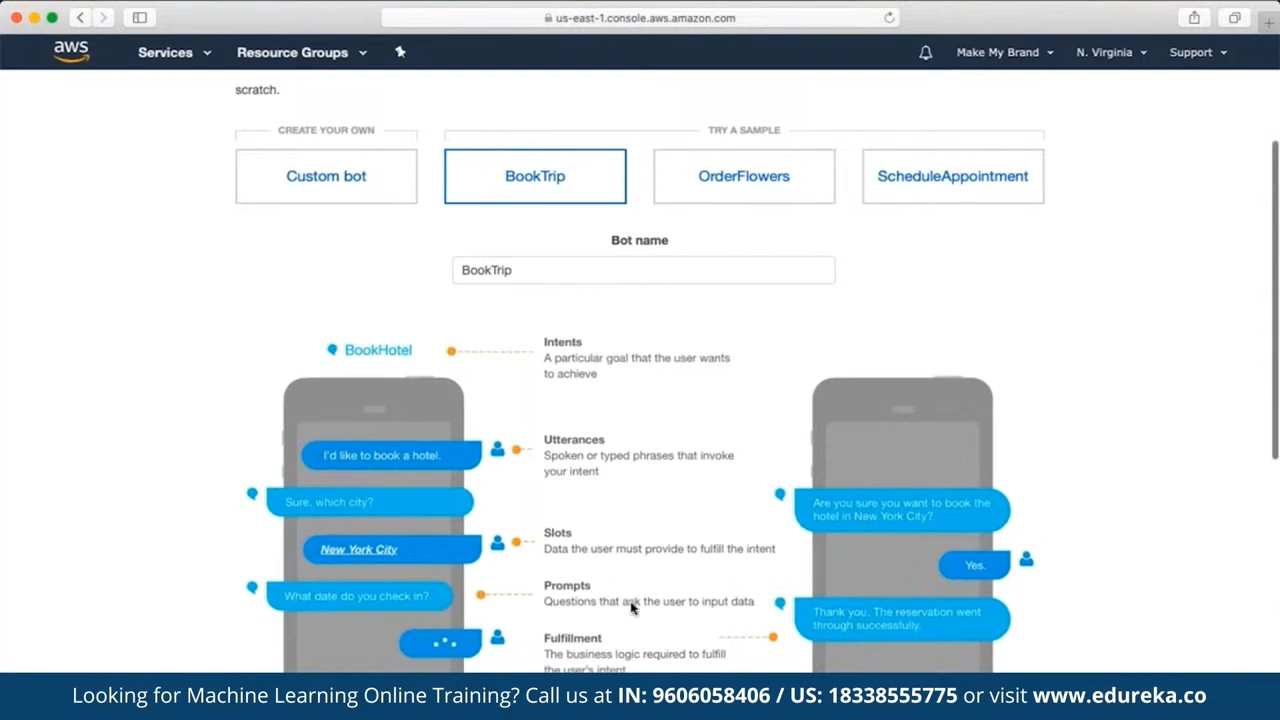 us-east-1.console.aws.amazon.com
aws Services Resource Groups Make My Brand N. Virginia Support
scratch.
CREATE YOUR OWN TRY A SAMPLE
Custom bot BookTrip OrderFlowers ScheduleAppointment
Bot name
BookTrip
BookHotel
Intents
A particular goal that the user wants
to achieve
I'd like to book a hotel.
Utterances
Spoken or typed phrases that invoke
your intent
Sure. which city?
Are you sure you want to book the
hotel in New York City?
New York City
Slots
Data the user must provide to fulfill the intent
Yes.
What date do you check in?
Prompts
Questions that ask the user to input data
Thank you. The reservation went
through successfully.
Fulfillment
The business logic required to fulfill
the user's intent
Looking for Machine Learning Online Training? Call us at IN: 9606058406 / US: 18338555775 or visit www.edureka.co